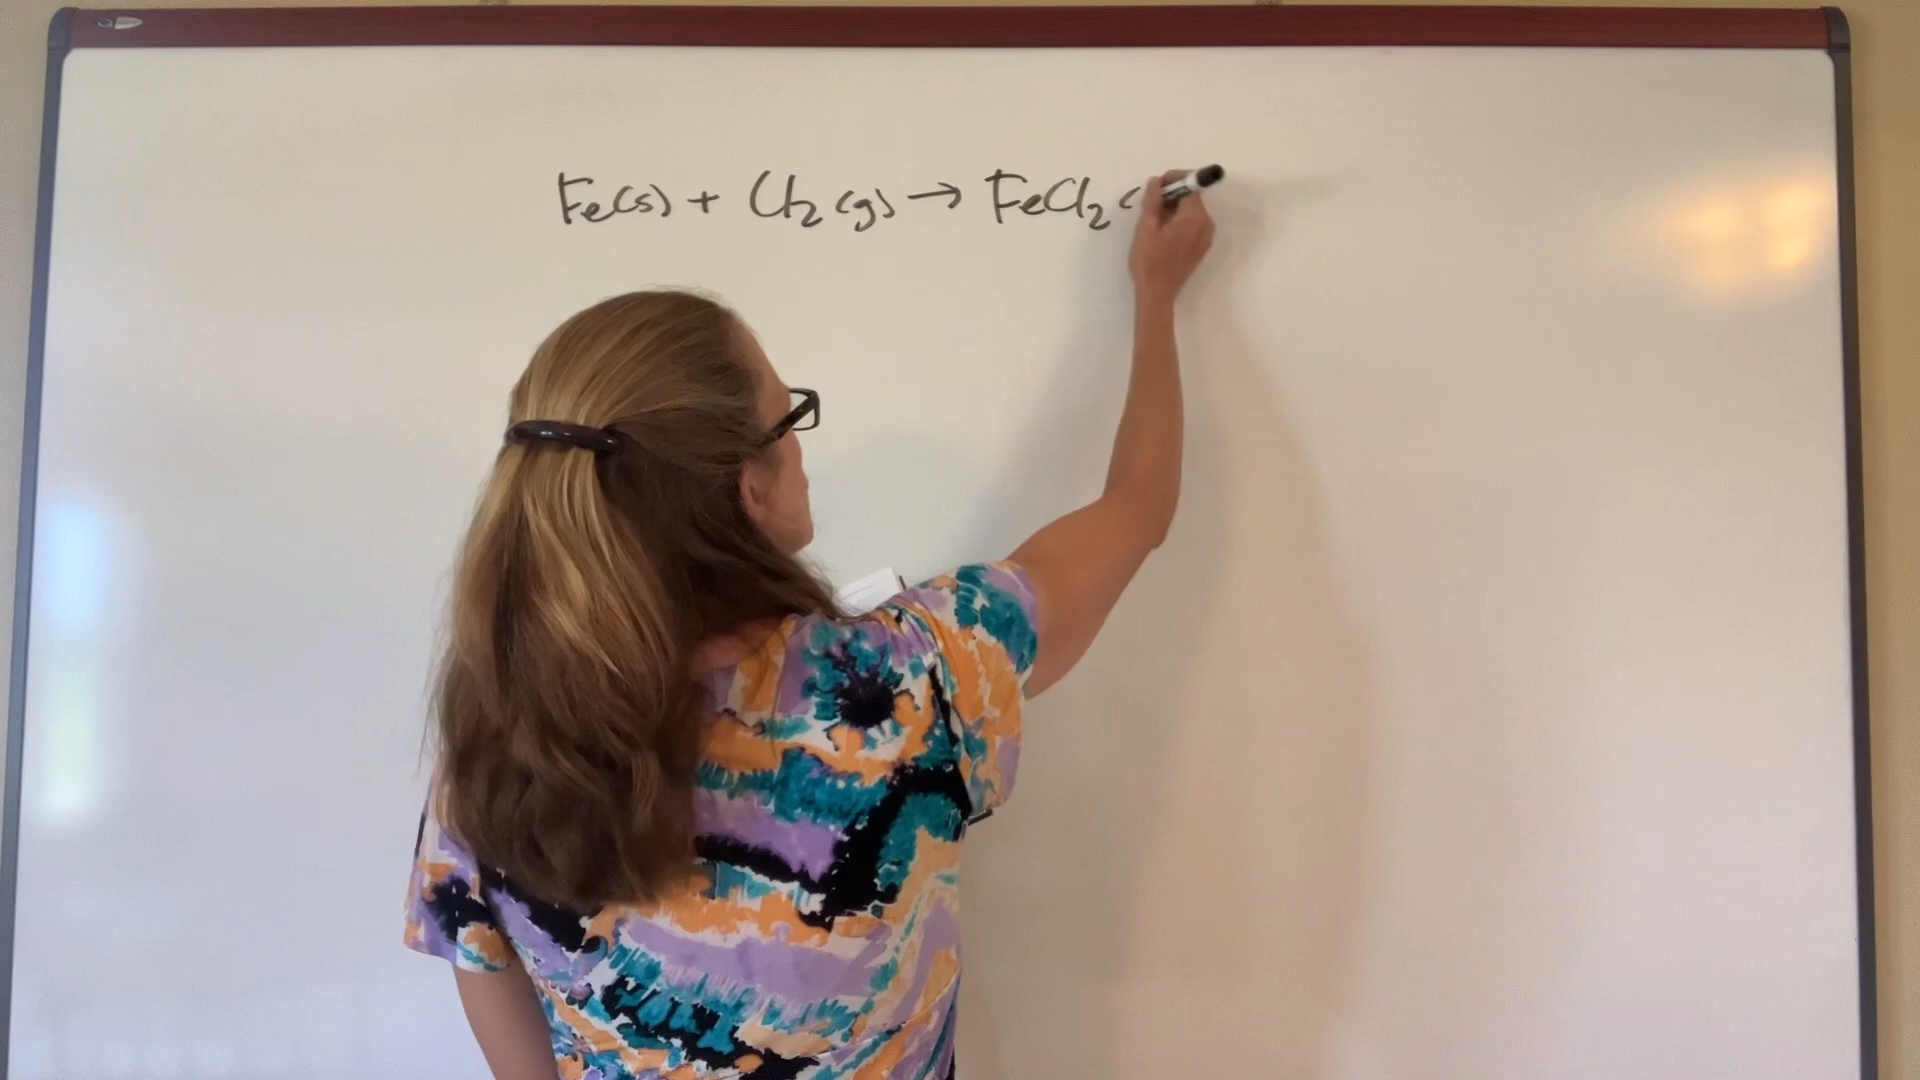 Fe(s) + Cl₂(g) → FeCl₂(